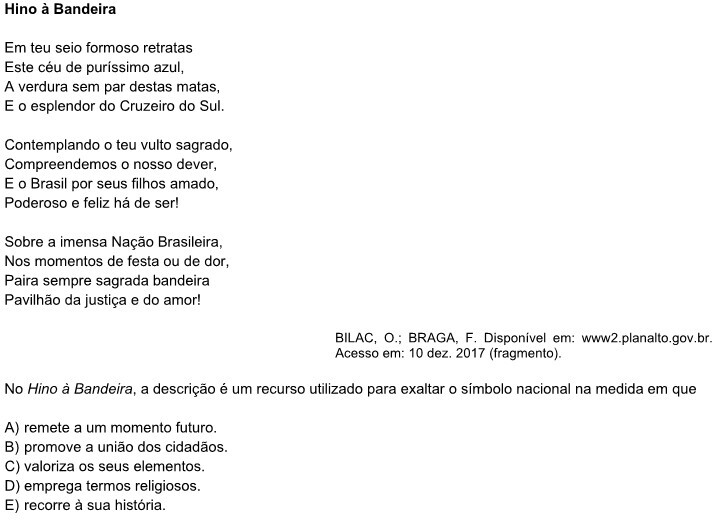 Hino à Bandeira
Em teu seio formoso retratas
Este céu de puríssimo azul,
A verdura sem par destas matas,
E o esplendor do Cruzeiro do Sul.
Contemplando o teu vulto sagrado,
Compreendemos o nosso dever,
E o Brasil por seus filhos amado,
Poderoso e feliz há de ser!
Sobre a imensa Nação Brasileira,
Nos momentos de festa ou de dor,
Paira sempre sagrada bandeira
Pavilhão da justiça e do amor!
BILAC, O.; BRAGA, F. Disponível em: www2.planalto.gov.br.
Acesso em: 10 dez. 2017 (fragmento).
No Hino à Bandeira, a descrição é um recurso utilizado para exaltar o símbolo nacional na medida em que
A) remete a um momento futuro.
B) promove a união dos cidadãos.
C) valoriza os seus elementos.
D) emprega termos religiosos.
E) recorre à sua história.